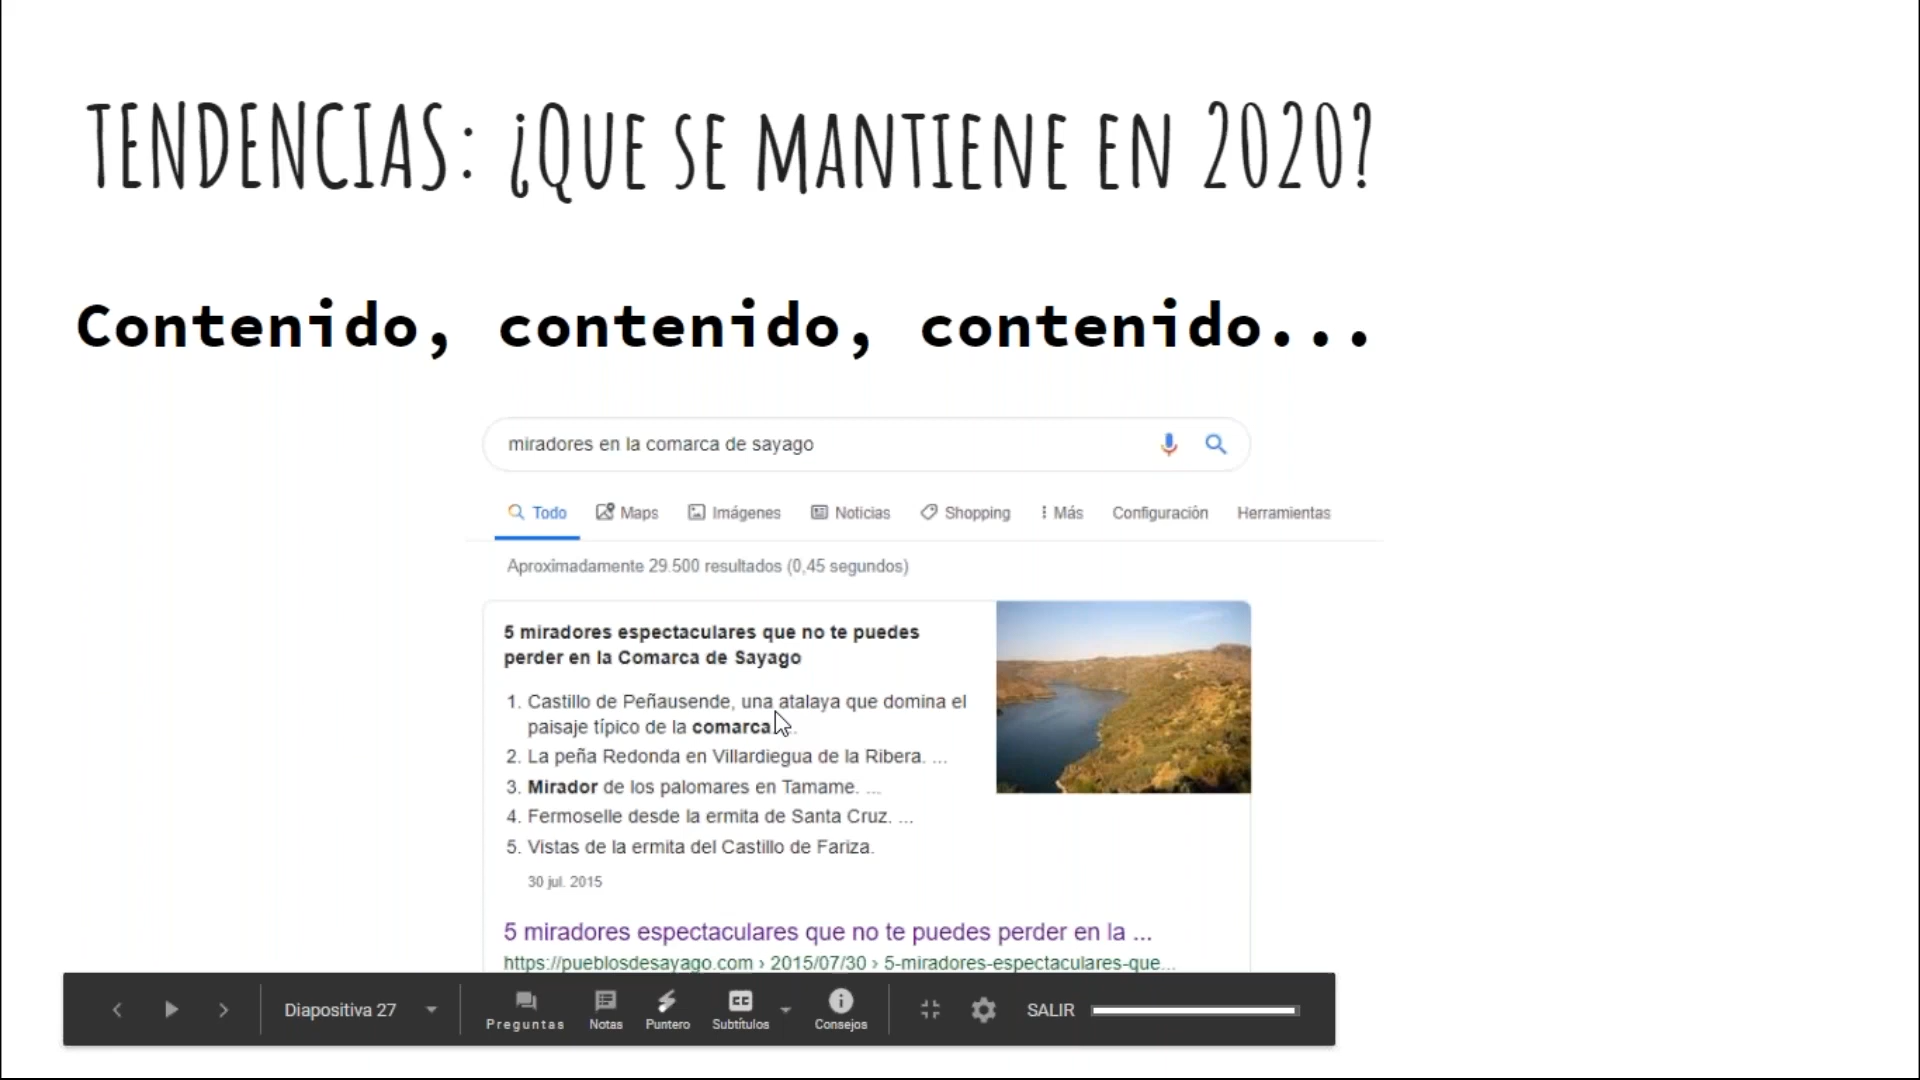 TENDENCIAS: ¿QUE SE MANTIENE EN 2020?
Contenido, contenido, contenido...
miradores en la comarca de sayago
Todo Maps Imágenes Noticias Shopping Más Configuración Herramientas
Aproximadamente 29.500 resultados (0,45 segundos)
5 miradores espectaculares que no te puedes
perder en la Comarca de Sayago
1. Castillo de Peñausende, una atalaya que domina el
paisaje típico de la comarca...
2. La peña Redonda en Villardiegua de la Ribera. ...
3. Mirador de los palomares en Tamame. ...
4. Fermoselle desde la ermita de Santa Cruz. ...
5. Vistas de la ermita del Castillo de Fariza.
30 jul. 2015
5 miradores espectaculares que no te puedes perder en la ...
https://pueblosdesayago.com › 2015/07/30 › 5-miradores-espectaculares-que...
Diapositiva 27 Preguntas Notas Puntero Subtítulos Consejos SALIR